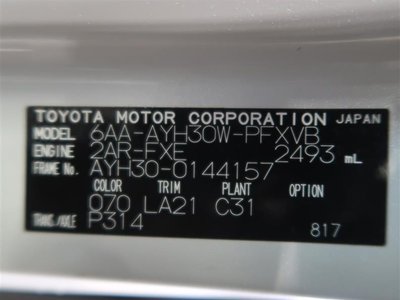 TOYOTA MOTOR CORPORATION JAPAN
MODEL 6AA-AYH30W-PFXVB
ENGINE 2AR-FXE 2493 mL
FRAME No. AYH30-0144157
COLOR TRIM PLANT OPTION
070 LA21 C31
TRANS./AXLE P314
817